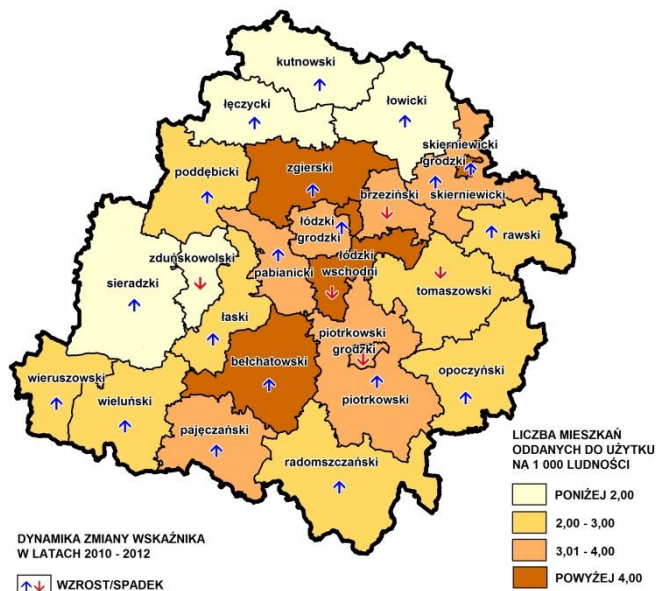 kutnowski
łęczycki
łowicki
skierniewicki
grodzki
poddębicki
zgierski
brzeziński
skierniewicki
łódzki
grodzki
rawski
zduńskowolski
pabianicki
łódzki
wschodni
sieradzki
tomaszowski
łaski
piotrkowski
grodzki
bełchatowski
opoczyński
wieruszowski
wieluński
piotrkowski
pajęczański
radomszczański
LICZBA MIESZKAŃ
ODDANYCH DO UŻYTKU
NA 1 000 LUDNOŚCI
PONIŻEJ 2,00
2,00 - 3,00
3,01 - 4,00
POWYŻEJ 4,00
DYNAMIKA ZMIANY WSKAŹNIKA
W LATACH 2010 - 2012
WZROST/SPADEK